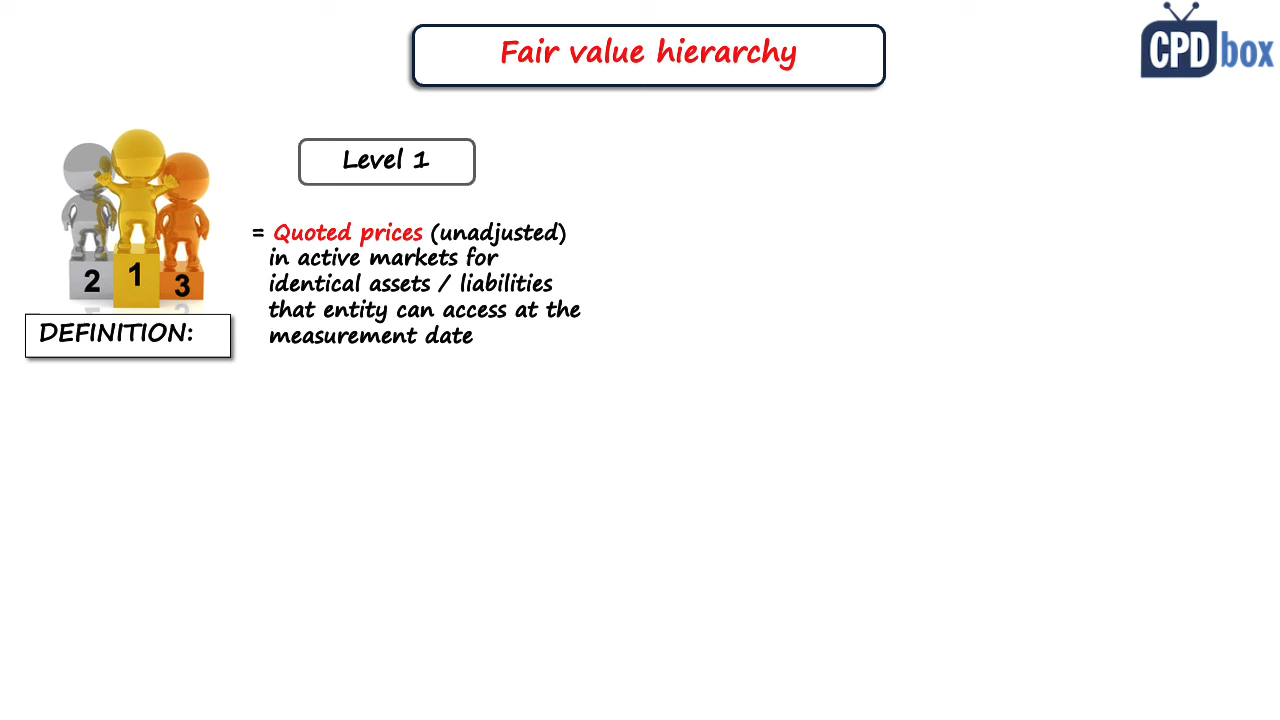 Fair value hierarchy
CPD box
Level 1
2 1 3
= Quoted prices (unadjusted)
in active markets for
identical assets / liabilities
that entity can access at the
measurement date
DEFINITION: